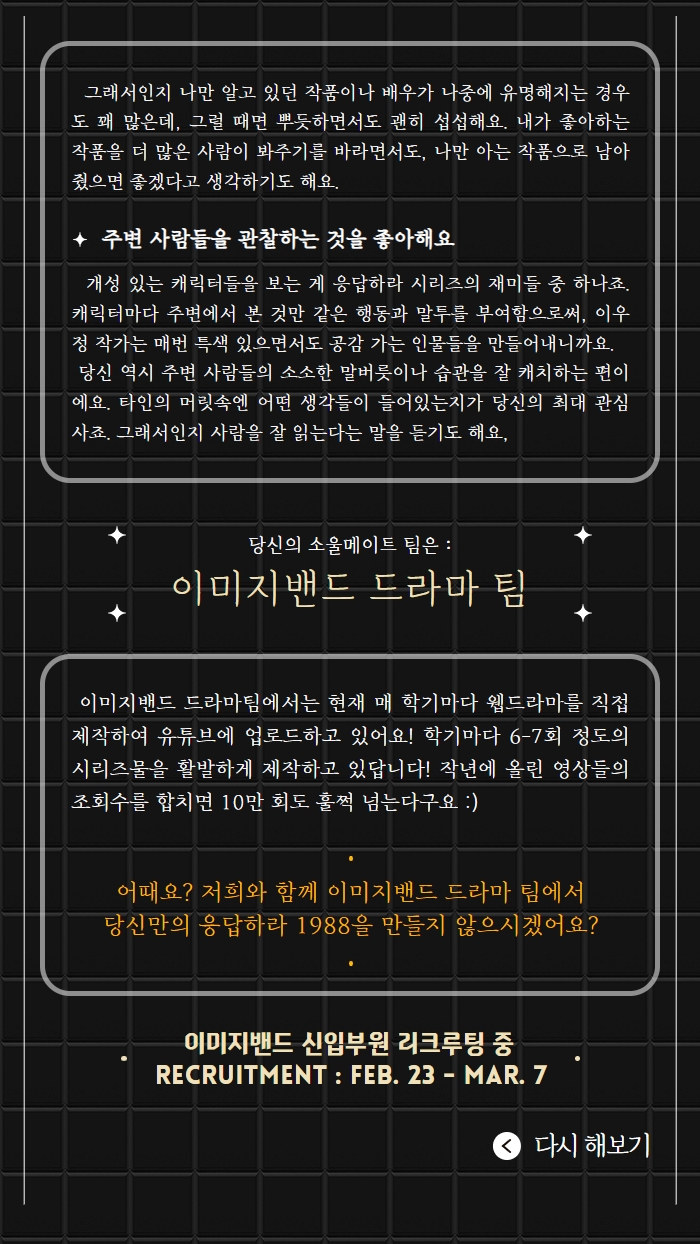 그래서인지 나만 알고 있던 작품이나 배우가 나중에 유명해지는 경우
도 꽤 많은데, 그럴 때면 뿌듯하면서도 괜히 섭섭해요. 내가 좋아하는
작품을 더 많은 사람이 봐주기를 바라면서도, 나만 아는 작품으로 남아
줬으면 좋겠다고 생각하기도 해요.
✦ 주변 사람들을 관찰하는 것을 좋아해요
개성 있는 캐릭터들을 보는 게 응답하라 시리즈의 재미들 중 하나죠.
캐릭터마다 주변에서 본 것만 같은 행동과 말투를 부여함으로써, 이우
정 작가는 매번 특색 있으면서도 공감 가는 인물들을 만들어내니까요.
당신 역시 주변 사람들의 소소한 말버릇이나 습관을 잘 캐치하는 편이
에요. 타인의 머릿속엔 어떤 생각들이 들어있는지가 당신의 최대 관심
사죠. 그래서인지 사람을 잘 읽는다는 말을 듣기도 해요,
당신의 소울메이트 팀은 :
이미지밴드 드라마 팀
이미지밴드 드라마팀에서는 현재 매 학기마다 웹드라마를 직접
제작하여 유튜브에 업로드하고 있어요! 학기마다 6-7회 정도의
시리즈물을 활발하게 제작하고 있답니다! 작년에 올린 영상들의
조회수를 합치면 10만 회도 훌쩍 넘는다구요 :)
어때요? 저희와 함께 이미지밴드 드라마 팀에서
당신만의 응답하라 1988을 만들지 않으시겠어요?
이미지밴드 신입부원 리크루팅 중
RECRUITMENT : FEB. 23 - MAR. 7
다시 해보기